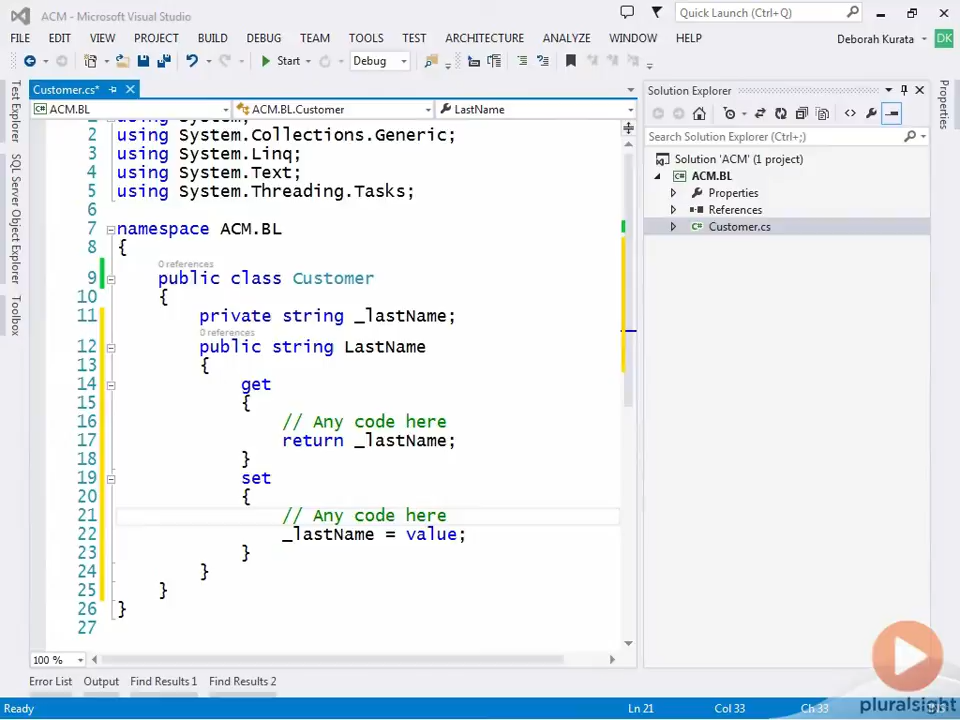 ACM - Microsoft Visual Studio
Quick Launch (Ctrl+Q)
FILE EDIT VIEW PROJECT BUILD DEBUG TEAM TOOLS TEST ARCHITECTURE ANALYZE WINDOW HELP
Deborah Kurata DK
Start Debug
Customer.cs*
ACM.BL ACM.BL.Customer LastName
Test Explorer
SQL Server Object Explorer
Toolbox
2 using System.Collections.Generic;
3 using System.Linq;
4 using System.Text;
5 using System.Threading.Tasks;
6
7 namespace ACM.BL
8 {
0 references
9 public class Customer
10 {
11 private string _lastName;
0 references
12 public string LastName
13 {
14 get
15 {
16 // Any code here
17 return _lastName;
18 }
19 set
20 {
21 // Any code here
22 _lastName = value;
23 }
24 }
25 }
26 }
27
100 %
Solution Explorer
Search Solution Explorer (Ctrl+;)
Solution 'ACM' (1 project)
ACM.BL
Properties
References
C# Customer.cs
Properties
Error List Output Find Results 1 Find Results 2
Ready Ln 21 Col 33 Ch 33
pluralsight